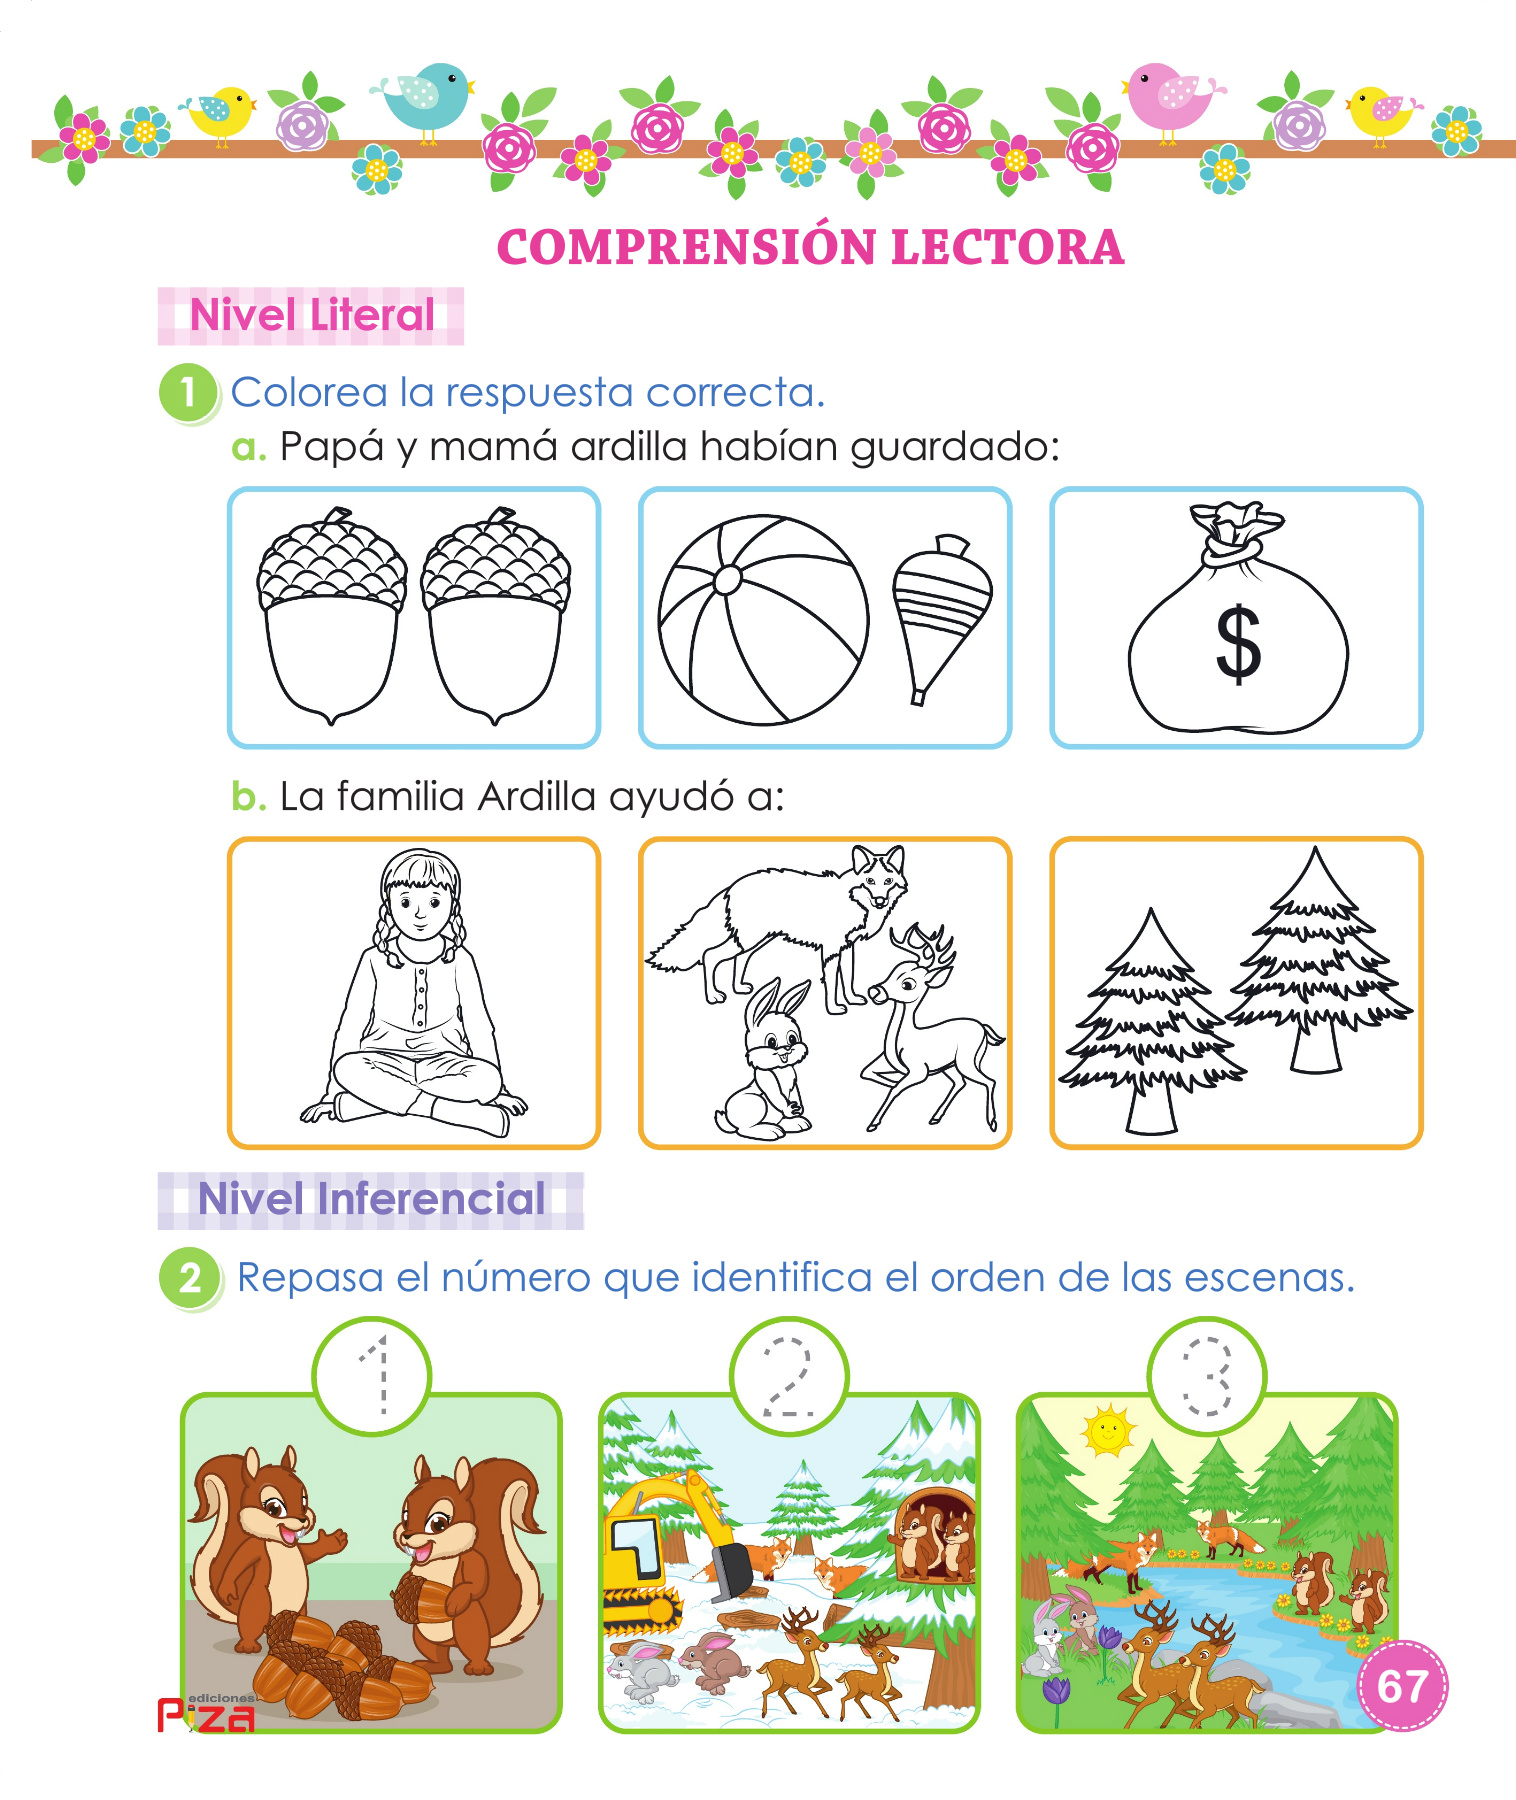 COMPRENSIÓN LECTORA
Nivel Literal
1 Colorea la respuesta correcta.
a. Papá y mamá ardilla habían guardado:
$
b. La familia Ardilla ayudó a:
Nivel Inferencial
2 Repasa el número que identifica el orden de las escenas.
1 2 3
ediciones
Piza
67